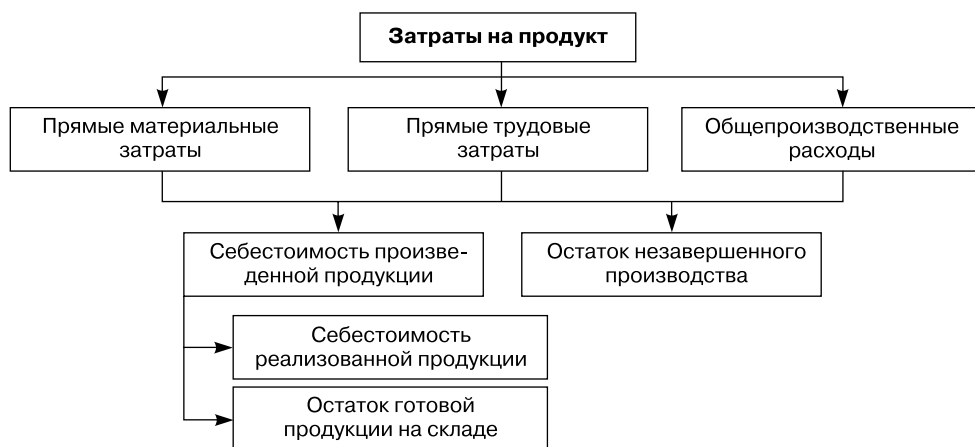 Затраты на продукт
Прямые материальные
затраты
Прямые трудовые
затраты
Общепроизводственные
расходы
Себестоимость произве-
денной продукции
Остаток незавершенного
производства
Себестоимость
реализованной продукции
Остаток готовой
продукции на складе